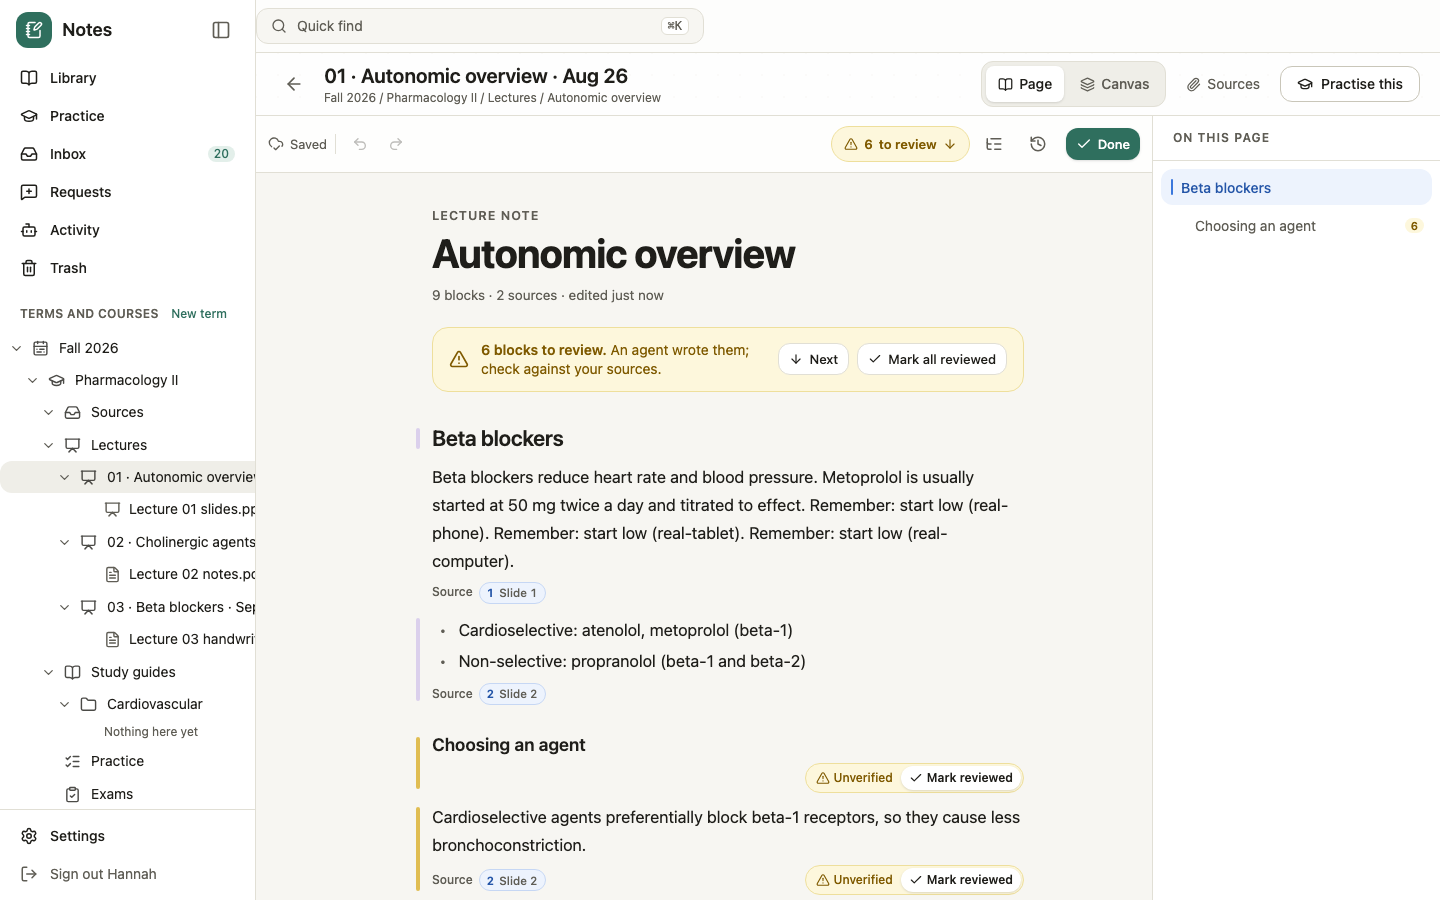 Notes
Quick find
⌘K
Library
Practice
Inbox
20
Requests
Activity
Trash
TERMS AND COURSES
New term
Fall 2026
Pharmacology II
Sources
Lectures
01 · Autonomic overview
Lecture 01 slides.pp
02 · Cholinergic agents
Lecture 02 notes.pd
03 · Beta blockers · Sep
Lecture 03 handwri
Study guides
Cardiovascular
Nothing here yet
Practice
Exams
Settings
Sign out Hannah
01 · Autonomic overview · Aug 26
Fall 2026 / Pharmacology II / Lectures / Autonomic overview
Page
Canvas
Sources
Practise this
Saved
6 to review
Done
LECTURE NOTE
Autonomic overview
9 blocks · 2 sources · edited just now
6 blocks to review. An agent wrote them;
check against your sources.
Next
Mark all reviewed
Beta blockers
Beta blockers reduce heart rate and blood pressure. Metoprolol is usually
started at 50 mg twice a day and titrated to effect. Remember: start low (real-
phone). Remember: start low (real-tablet). Remember: start low (real-
computer).
Source 1 Slide 1
• Cardioselective: atenolol, metoprolol (beta-1)
• Non-selective: propranolol (beta-1 and beta-2)
Source 2 Slide 2
Choosing an agent
Unverified Mark reviewed
Cardioselective agents preferentially block beta-1 receptors, so they cause less
bronchoconstriction.
Source 2 Slide 2
Unverified Mark reviewed
ON THIS PAGE
Beta blockers
Choosing an agent
6